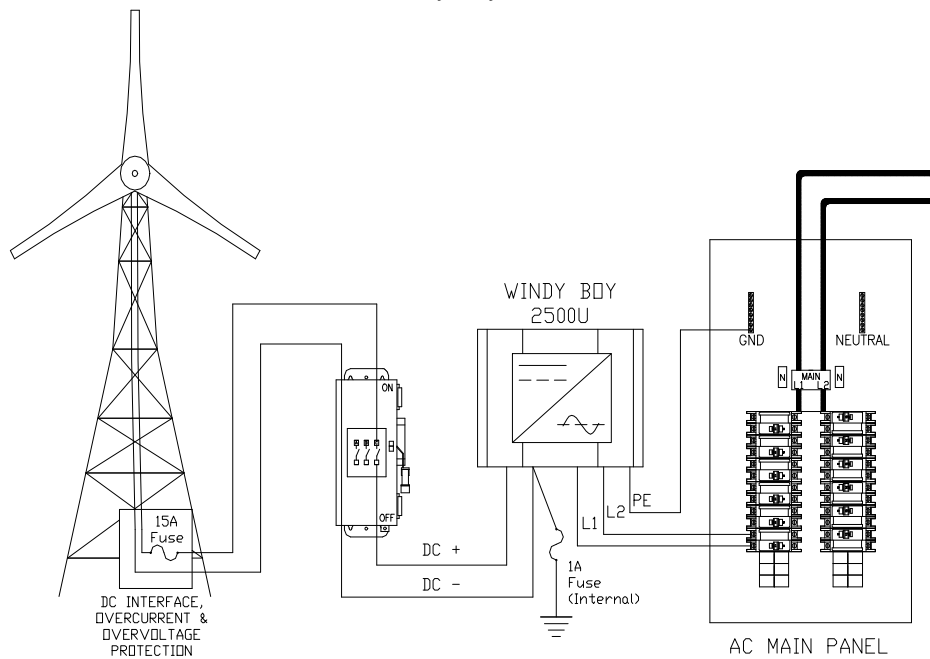 WINDY BOY
2500U
GND
NEUTRAL
N
MAIN
N
L1
L2
ON
OFF
PE
L2
L1
15A
Fuse
DC +
DC -
1A
Fuse
(Internal)
DC INTERFACE,
OVERCURRENT &
OVERVOLTAGE
PROTECTION
AC MAIN PANEL